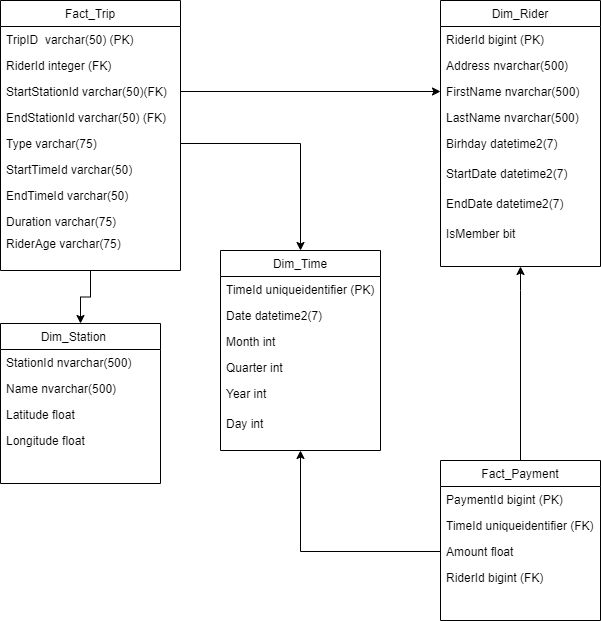 Fact_Trip
TripID  varchar(50) (PK)
RiderId integer (FK)
StartStationId varchar(50)(FK)
EndStationId varchar(50) (FK)
Type varchar(75)
StartTimeId varchar(50)
EndTimeId varchar(50)
Duration varchar(75)
RiderAge varchar(75)
Dim_Rider
RiderId bigint (PK)
Address nvarchar(500)
FirstName nvarchar(500)
LastName nvarchar(500)
Birhday datetime2(7)
StartDate datetime2(7)
EndDate datetime2(7)
IsMember bit
Dim_Time
TimeId uniqueidentifier (PK)
Date datetime2(7)
Month int
Quarter int
Year int
Day int
Dim_Station
StationId nvarchar(500)
Name nvarchar(500)
Latitude float
Longitude float
Fact_Payment
PaymentId bigint (PK)
TimeId uniqueidentifier (FK)
Amount float
RiderId bigint (FK)